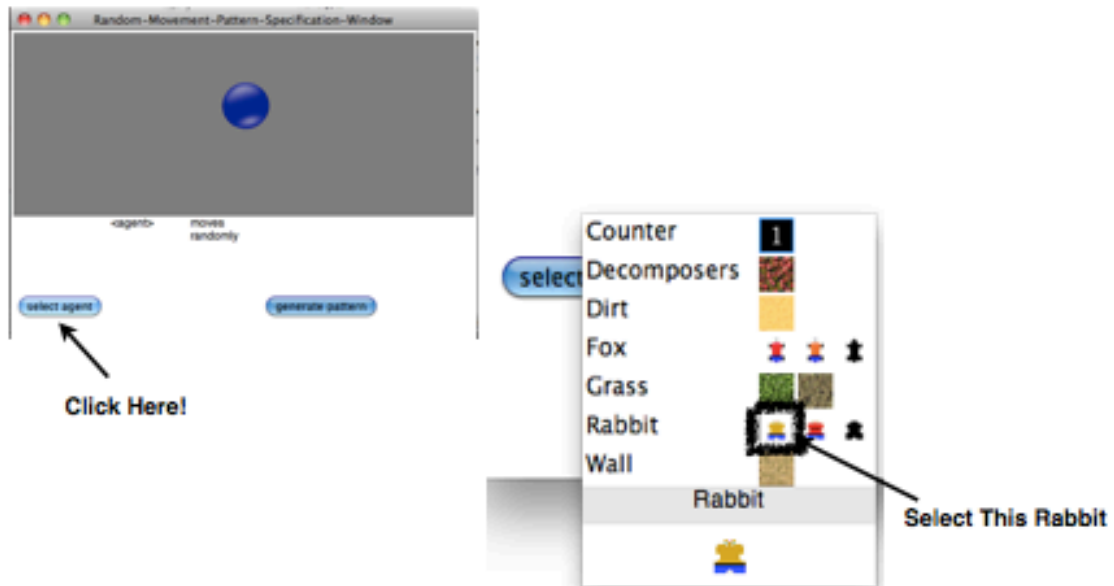 Random-Movement-Pattern-Specification-Window
<agent> moves
randomly
select agent
generate pattern
Click Here!
select
Counter 1
Decomposers
Dirt
Fox
Grass
Rabbit
Wall
Rabbit
Select This Rabbit